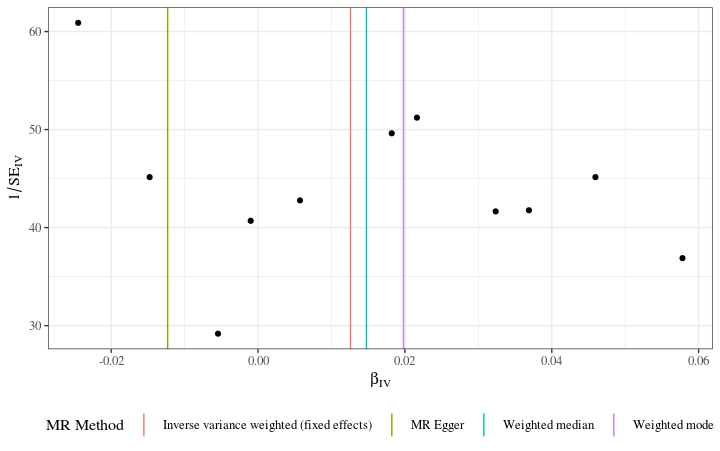 60
50
40
30
1/SE_IV
-0.02 0.00 0.02 0.04 0.06
β_IV
MR Method Inverse variance weighted (fixed effects) MR Egger Weighted median Weighted mode